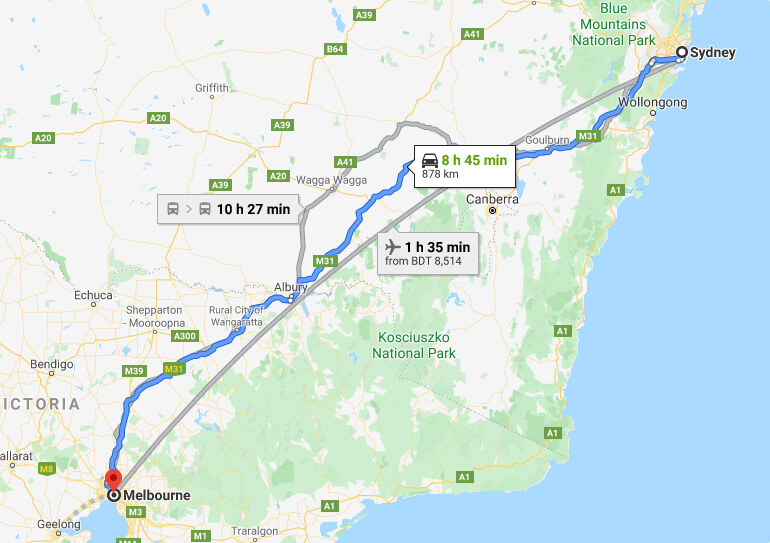 Blue
Mountains
National Park
A39
A39
A41
B64
Sydney
Griffith
Wollongong
A20
A20
M31
Goulburn
A41
8 h 45 min
878 km
A20
A39
Wagga Wagga
A1
10 h 27 min
Canberra
1 h 35 min
from BDT 8,514
M31
Albury
Echuca
Shepparton
- Mooroopna
Rural City of
Wangaratta
A300
A1
Kosciuszko
National Park
Bendigo
M39
M31
ICTORIA
A1
allarat
M8
A1
Melbourne
M3
A1
Geelong
Traralgon
M1
A1